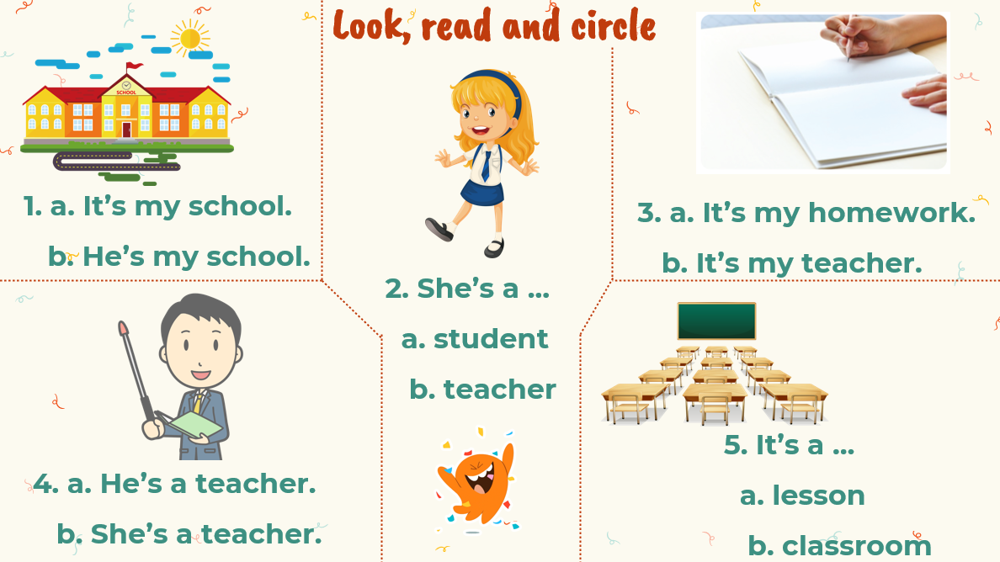 Look, read and circle
SCHOOL
1. a. It's my school.
b. He's my school.
2. She's a ...
a. student
b. teacher
3. a. It's my homework.
b. It's my teacher.
4. a. He's a teacher.
b. She's a teacher.
5. It's a ...
a. lesson
b. classroom